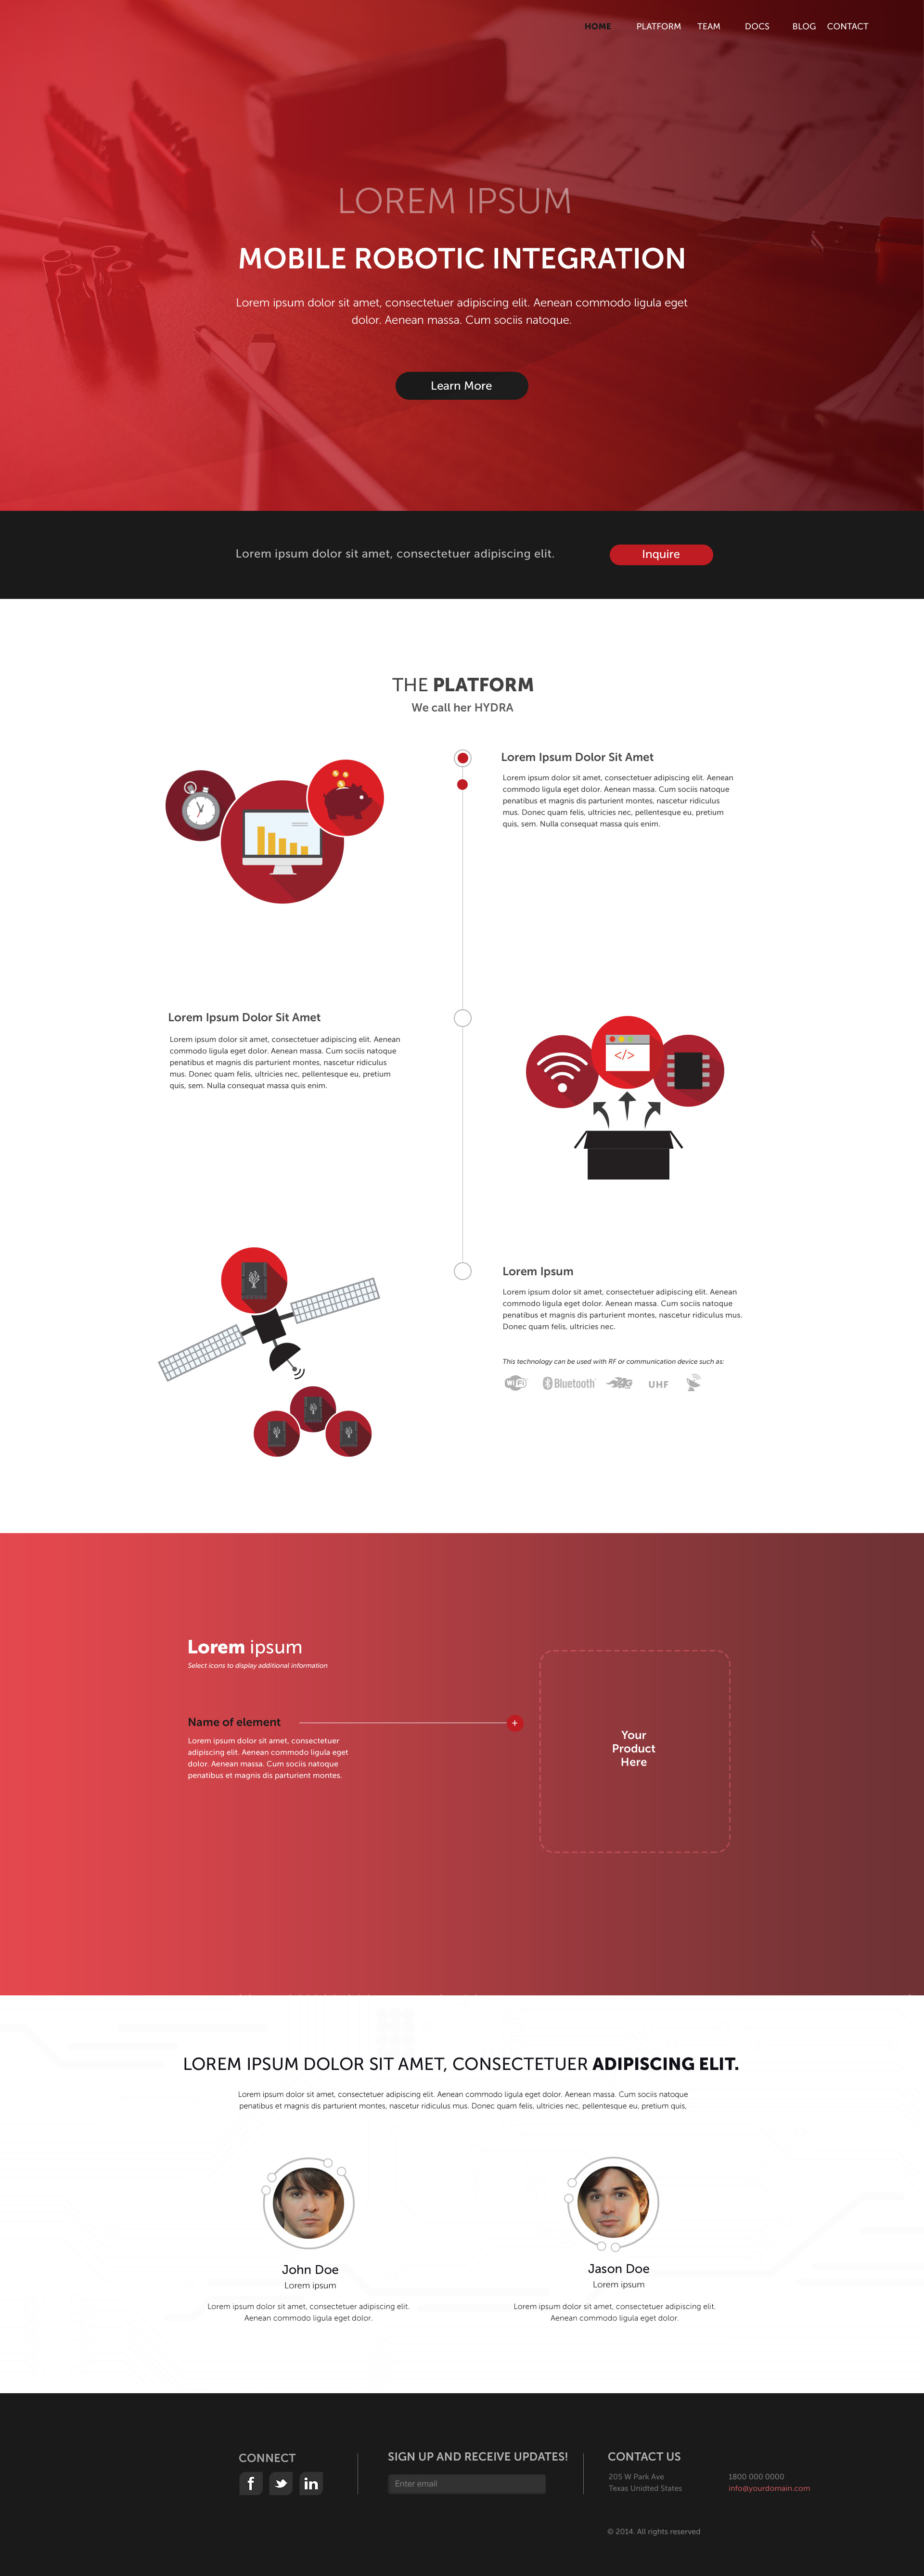 HOME PLATFORM TEAM DOCS BLOG CONTACT
LOREM IPSUM
MOBILE ROBOTIC INTEGRATION
Lorem ipsum dolor sit amet, consectetuer adipiscing elit. Aenean commodo ligula eget
dolor. Aenean massa. Cum sociis natoque.
Learn More
Lorem ipsum dolor sit amet, consectetuer adipiscing elit.
Inquire
THE PLATFORM
We call her HYDRA
Lorem Ipsum Dolor Sit Amet
Lorem ipsum dolor sit amet, consectetuer adipiscing elit. Aenean
commodo ligula eget dolor. Aenean massa. Cum sociis natoque
penatibus et magnis dis parturient montes, nascetur ridiculus
mus. Donec quam felis, ultricies nec, pellentesque eu, pretium
quis, sem. Nulla consequat massa quis enim.
Lorem Ipsum Dolor Sit Amet
Lorem ipsum dolor sit amet, consectetuer adipiscing elit. Aenean
commodo ligula eget dolor. Aenean massa. Cum sociis natoque
penatibus et magnis dis parturient montes, nascetur ridiculus
mus. Donec quam felis, ultricies nec, pellentesque eu, pretium
quis, sem. Nulla consequat massa quis enim.
</>
Lorem Ipsum
Lorem ipsum dolor sit amet, consectetuer adipiscing elit. Aenean
commodo ligula eget dolor. Aenean massa. Cum sociis natoque
penatibus et magnis dis parturient montes, nascetur ridiculus mus.
Donec quam felis, ultricies nec.
This technology can be used with RF or communication device such as:
Wi Fi Bluetooth 4G UHF
Lorem ipsum
Select icons to display additional information
Name of element
+
Lorem ipsum dolor sit amet, consectetuer
adipiscing elit. Aenean commodo ligula eget
dolor. Aenean massa. Cum sociis natoque
penatibus et magnis dis parturient montes.
Your
Product
Here
LOREM IPSUM DOLOR SIT AMET, CONSECTETUER ADIPISCING ELIT.
Lorem ipsum dolor sit amet, consectetuer adipiscing elit. Aenean commodo ligula eget dolor. Aenean massa. Cum sociis natoque
penatibus et magnis dis parturient montes, nascetur ridiculus mus. Donec quam felis, ultricies nec, pellentesque eu, pretium quis,
John Doe
Lorem ipsum
Lorem ipsum dolor sit amet, consectetuer adipiscing elit.
Aenean commodo ligula eget dolor.
Jason Doe
Lorem ipsum
Lorem ipsum dolor sit amet, consectetuer adipiscing elit.
Aenean commodo ligula eget dolor.
CONNECT
f in
SIGN UP AND RECEIVE UPDATES!
Enter email
CONTACT US
205 W Park Ave
Texas Unidted States
1800 000 0000
info@yourdomain.com
© 2014. All rights reserved